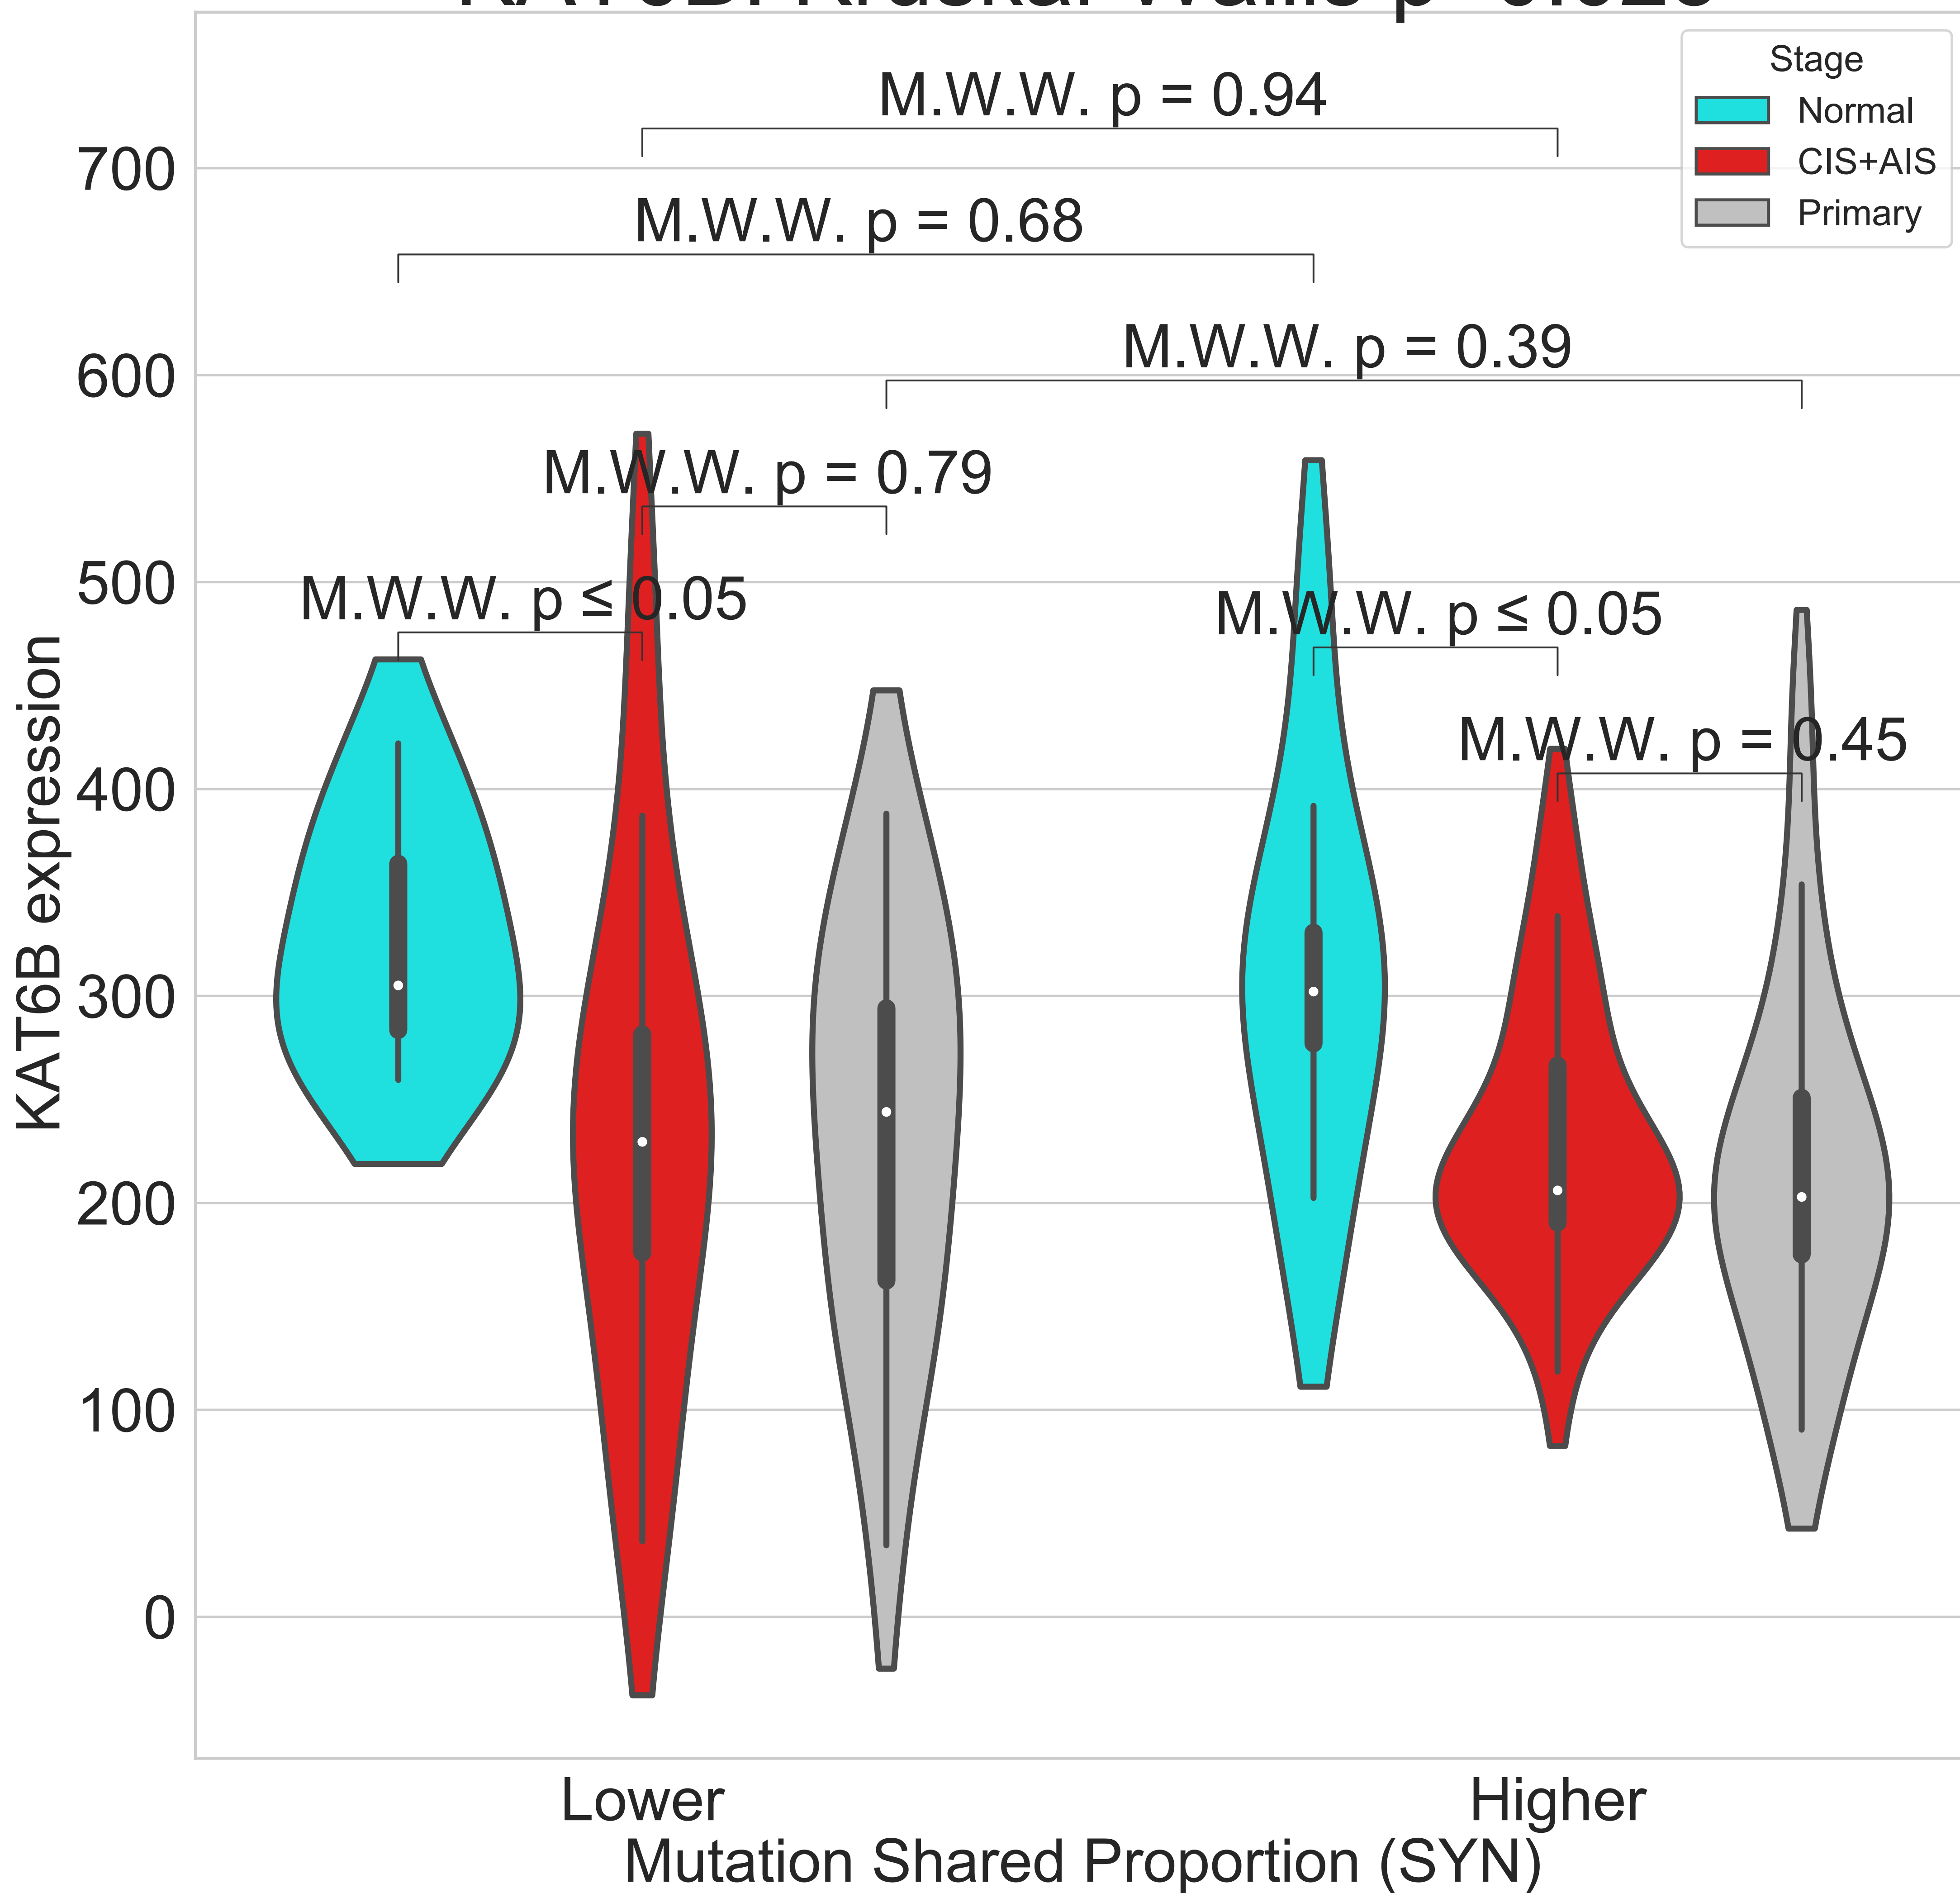 Stage
Normal
CIS+AIS
Primary
M.W.W. p = 0.94
M.W.W. p = 0.68
M.W.W. p = 0.39
M.W.W. p = 0.79
M.W.W. p ≤ 0.05
M.W.W. p ≤ 0.05
M.W.W. p = 0.45
700
600
500
400
300
200
100
0
KAT6B expression
Lower
Higher
Mutation Shared Proportion (SYN)